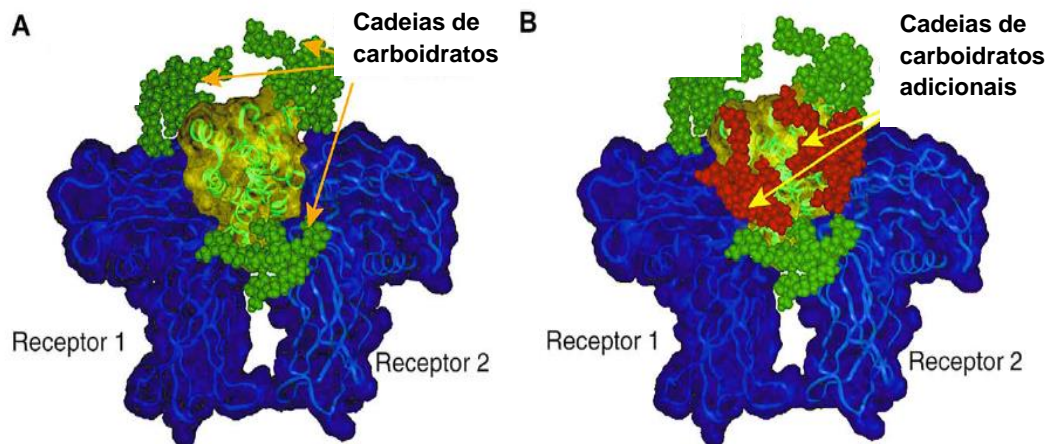 A
Cadeias de
carboidratos
Receptor 1
Receptor 2
B
Cadeias de
carboidratos
adicionais
Receptor 1
Receptor 2